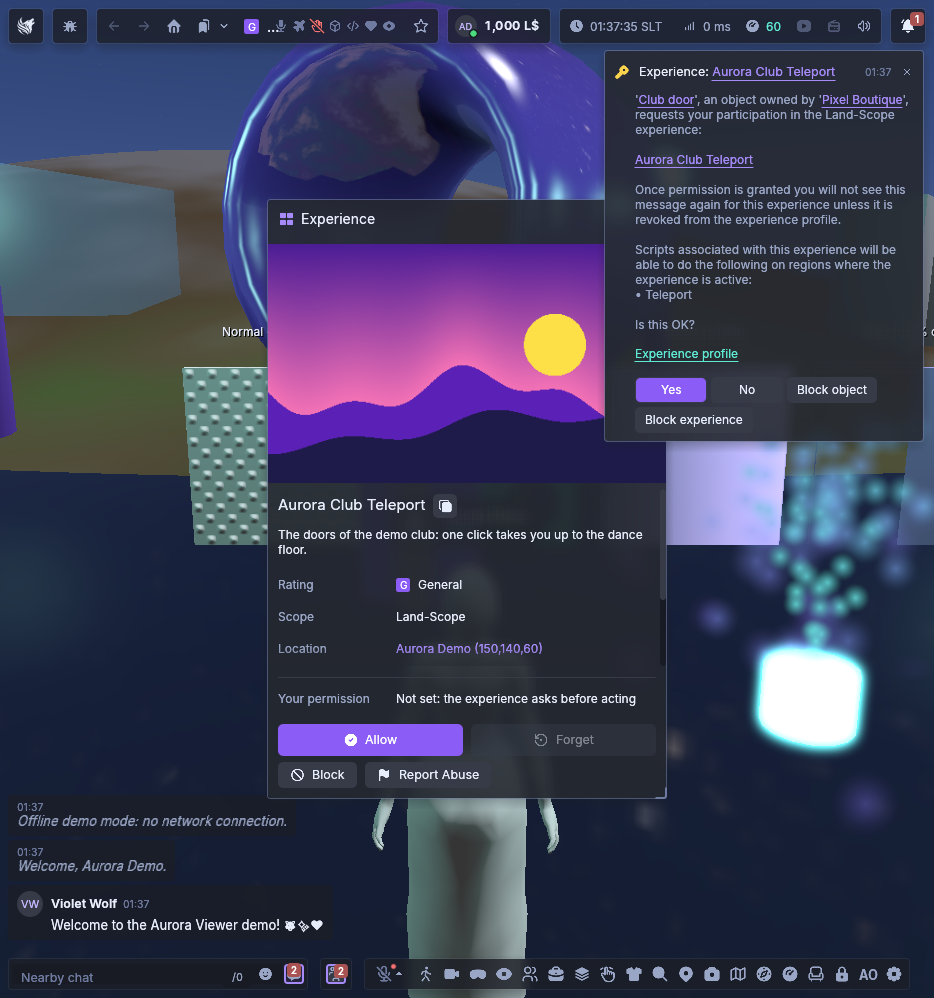 G
...
AD
1,000 L$
01:37:35 SLT
0 ms
60
1
Experience: Aurora Club Teleport
01:37
'Club door', an object owned by 'Pixel Boutique',
requests your participation in the Land-Scope
experience:
Aurora Club Teleport
Once permission is granted you will not see this
message again for this experience unless it is
revoked from the experience profile.
Scripts associated with this experience will be
able to do the following on regions where the
experience is active:
• Teleport
Is this OK?
Experience profile
Yes
No
Block object
Block experience
Normal
Experience
Aurora Club Teleport
The doors of the demo club: one click takes you up to the dance
floor.
Rating
G General
Scope
Land-Scope
Location
Aurora Demo (150,140,60)
Your permission
Not set: the experience asks before acting
Allow
Forget
Block
Report Abuse
01:37
Offline demo mode: no network connection.
01:37
Welcome, Aurora Demo.
VW
Violet Wolf 01:37
Welcome to the Aurora Viewer demo!
Nearby chat
/0
2
2
AO